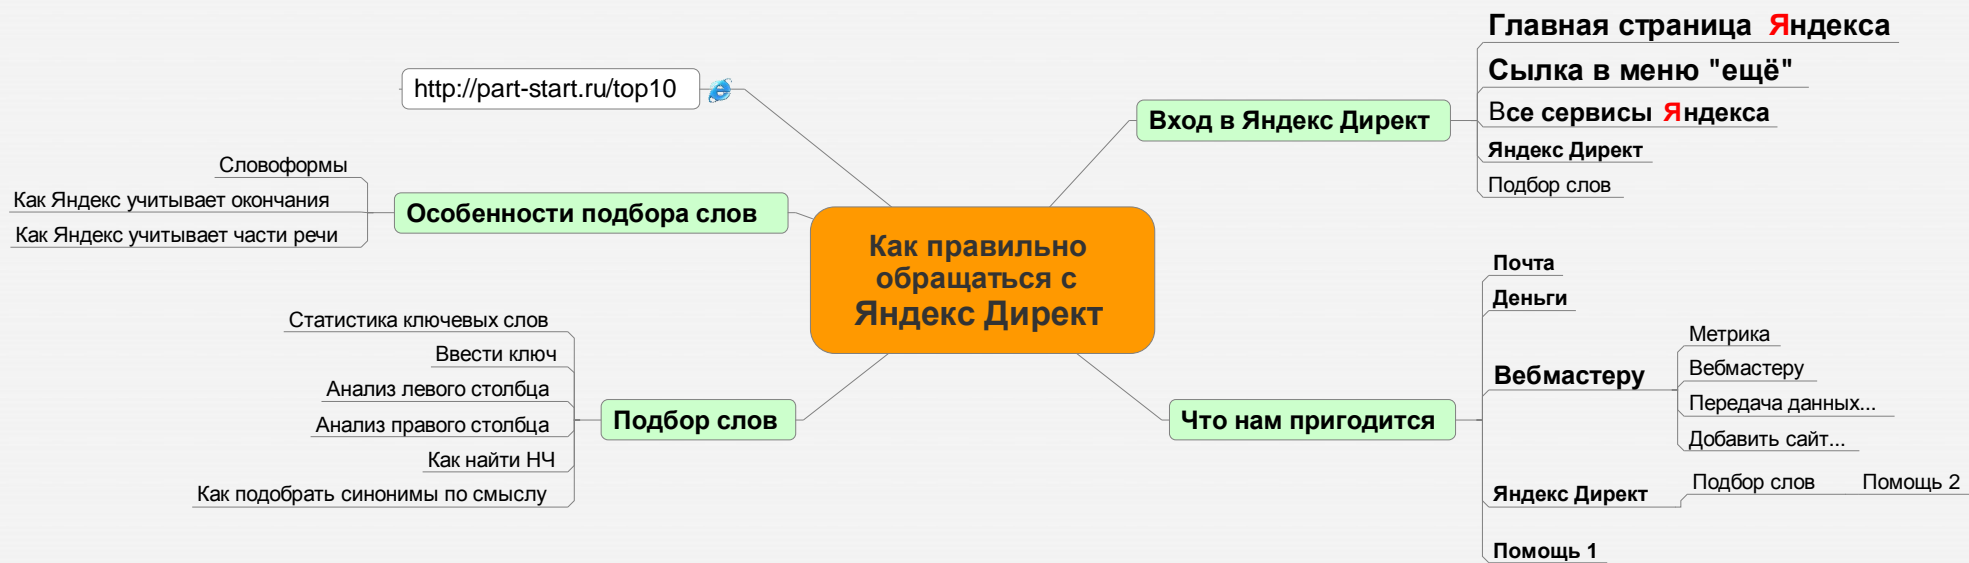 Как правильно
обращаться с
Яндекс Директ
Вход в Яндекс Директ
Главная страница Яндекса
Сылка в меню "ещё"
Все сервисы Яндекса
Яндекс Директ
Подбор слов
Что нам пригодится
Почта
Деньги
Вебмастеру
Метрика
Вебмастеру
Передача данных...
Добавить сайт...
Яндекс Директ
Подбор слов
Помощь 2
Помощь 1
Подбор слов
Статистика ключевых слов
Ввести ключ
Анализ левого столбца
Анализ правого столбца
Как найти НЧ
Как подобрать синонимы по смыслу
Особенности подбора слов
Словоформы
Как Яндекс учитывает окончания
Как Яндекс учитывает части речи
http://part-start.ru/top10